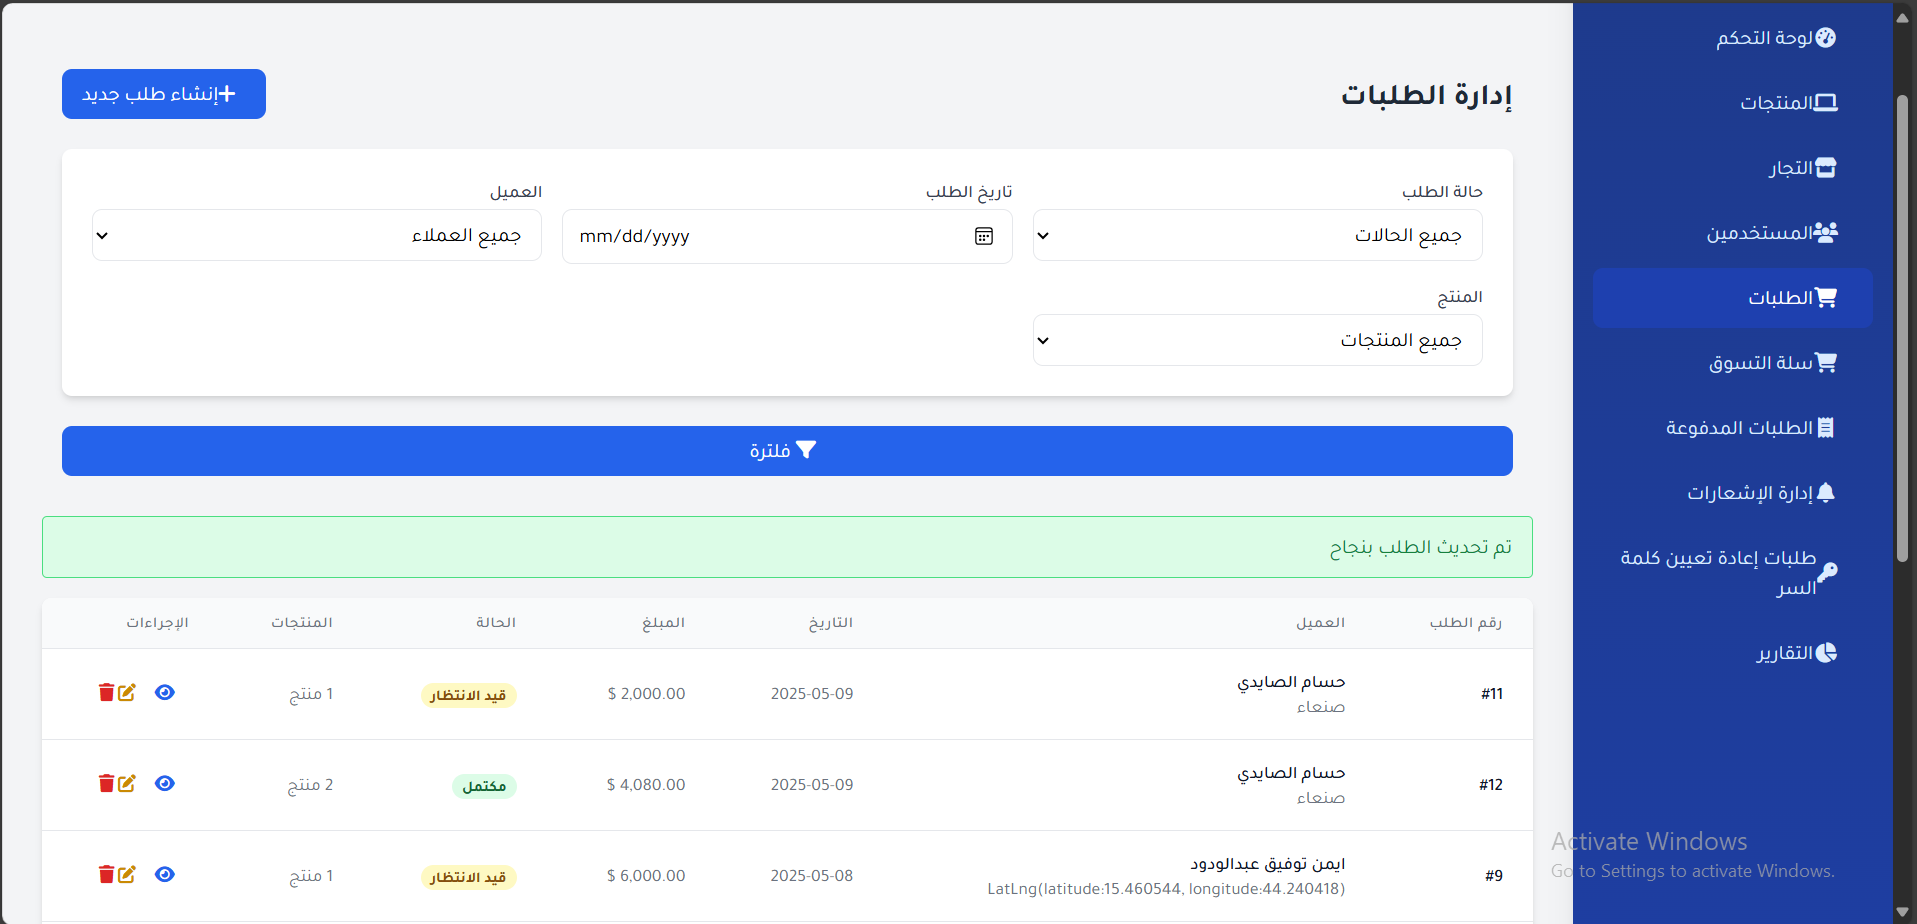 لوحة التحكم
المنتجات
التجار
المستخدمين
الطلبات
سلة التسوق
الطلبات المدفوعة
إدارة الإشعارات
طلبات إعادة تعيين كلمة
السر
التقارير
إدارة الطلبات
إنشاء طلب جديد
حالة الطلب
تاريخ الطلب
العميل
جميع الحالات
mm/dd/yyyy
جميع العملاء
المنتج
جميع المنتجات
فلترة
تم تحديث الطلب بنجاح
رقم الطلب العميل التاريخ المبلغ الحالة المنتجات الإجراءات
#11 حسام الصايدي 2025-05-09 $ 2,000.00 قيد الانتظار 1 منتج
صنعاء
#12 حسام الصايدي 2025-05-09 $ 4,080.00 مكتمل 2 منتج
صنعاء
#9 ايمن توفيق عبدالودود 2025-05-08 $ 6,000.00 قيد الانتظار 1 منتج
LatLng(latitude:15.460544, longitude:44.240418)
Activate Windows
Go to Settings to activate Windows.